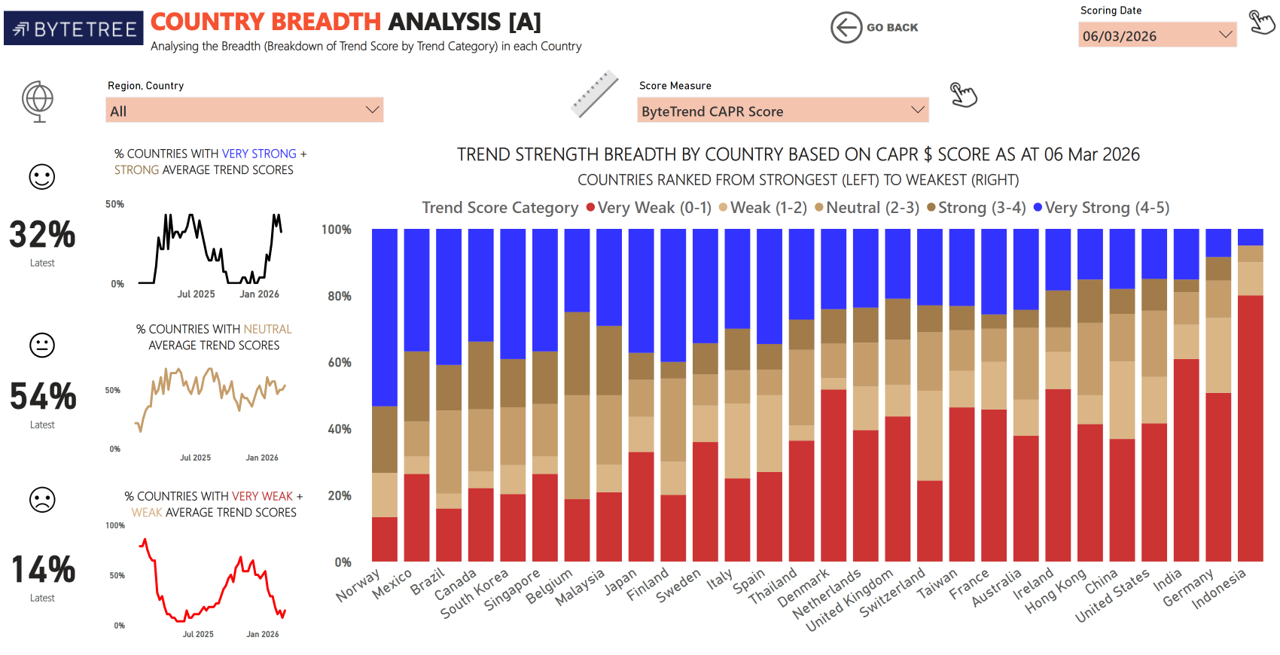 BYTETREE
COUNTRY BREADTH ANALYSIS [A]
Analysing the Breadth (Breakdown of Trend Score by Trend Category) in each Country
GO BACK
Scoring Date
06/03/2026
Region, Country
All
Score Measure
ByteTrend CAPR Score
% COUNTRIES WITH VERY STRONG +
STRONG AVERAGE TREND SCORES
32%
Latest
50%
0%
Jul 2025
Jan 2026
% COUNTRIES WITH NEUTRAL
AVERAGE TREND SCORES
54%
Latest
50%
0%
Jul 2025
Jan 2026
% COUNTRIES WITH VERY WEAK +
WEAK AVERAGE TREND SCORES
14%
Latest
100%
50%
0%
Jul 2025
Jan 2026
TREND STRENGTH BREADTH BY COUNTRY BASED ON CAPR $ SCORE AS AT 06 Mar 2026
COUNTRIES RANKED FROM STRONGEST (LEFT) TO WEAKEST (RIGHT)
Trend Score Category Very Weak (0-1) Weak (1-2) Neutral (2-3) Strong (3-4) Very Strong (4-5)
100%
80%
60%
40%
20%
0%
Norway
Mexico
Brazil
Canada
South Korea
Singapore
Belgium
Malaysia
Japan
Finland
Sweden
Italy
Spain
Thailand
Denmark
Netherlands
United Kingdom
Switzerland
Taiwan
France
Australia
Ireland
Hong Kong
China
United States
India
Germany
Indonesia